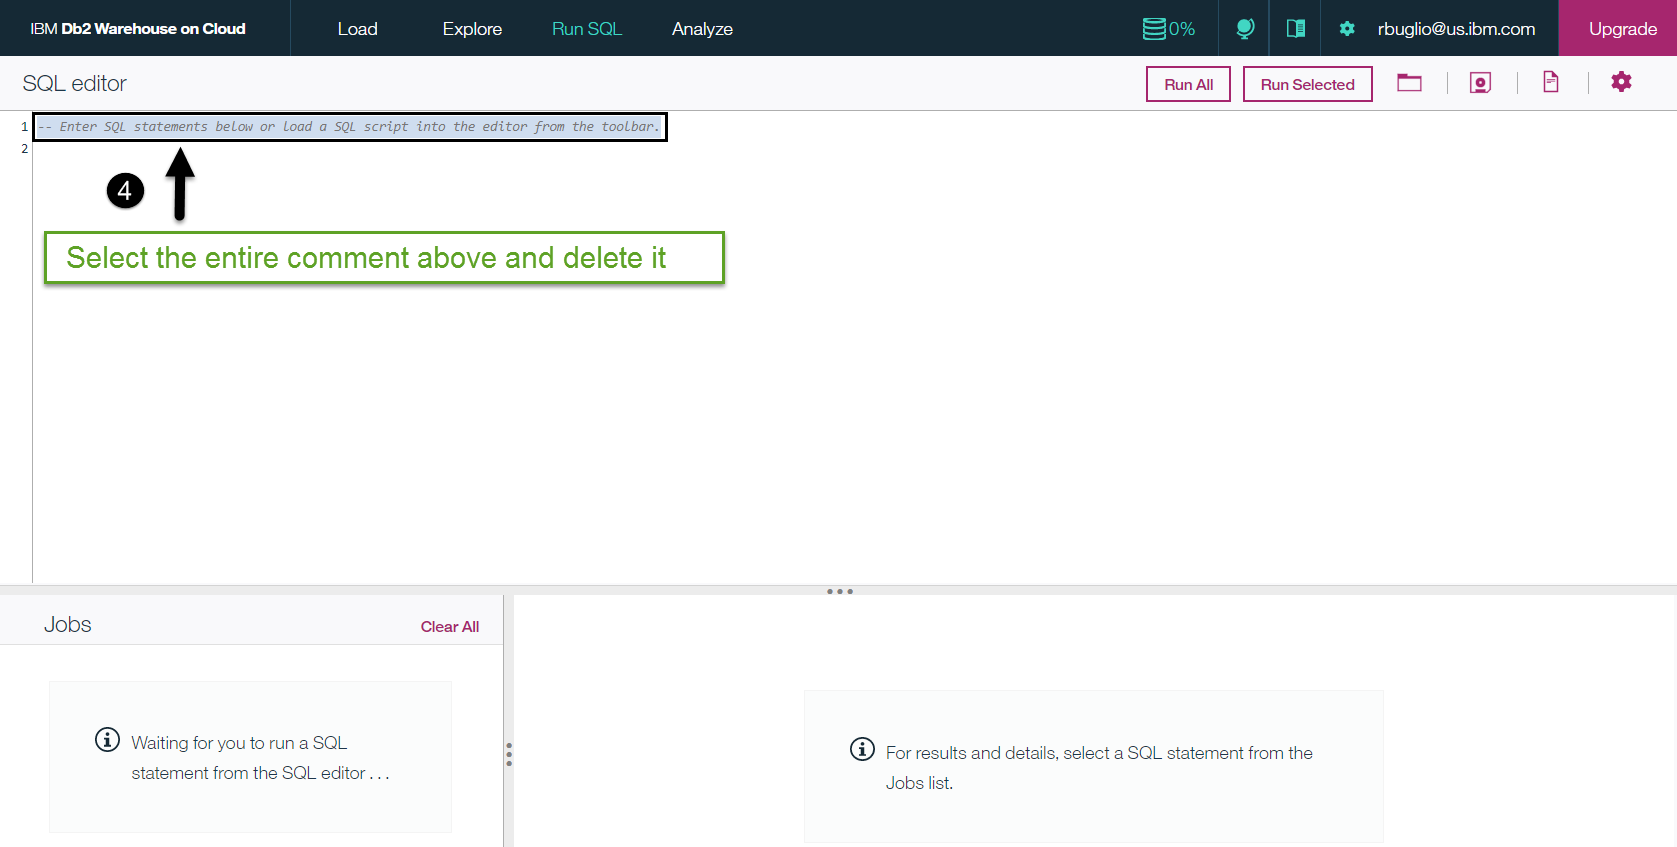 IBM Db2 Warehouse on Cloud Load Explore Run SQL Analyze 0% rbuglio@us.ibm.com Upgrade
SQL editor Run All Run Selected
1 -- Enter SQL statements below or load a SQL script into the editor from the toolbar.
2
4
Select the entire comment above and delete it
Jobs Clear All
Waiting for you to run a SQL
statement from the SQL editor . . .
For results and details, select a SQL statement from the
Jobs list.